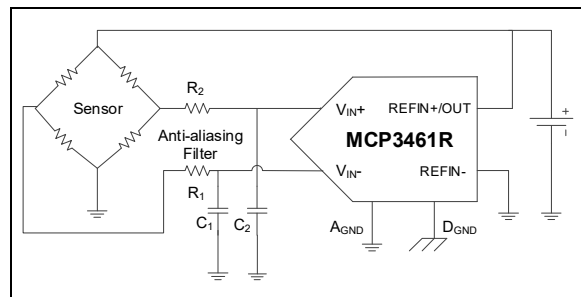 Sensor
R2
Anti-aliasing
Filter
R1
C1
C2
VIN+
REFIN+/OUT
MCP3461R
VIN-
REFIN-
AGND
DGND
+
-